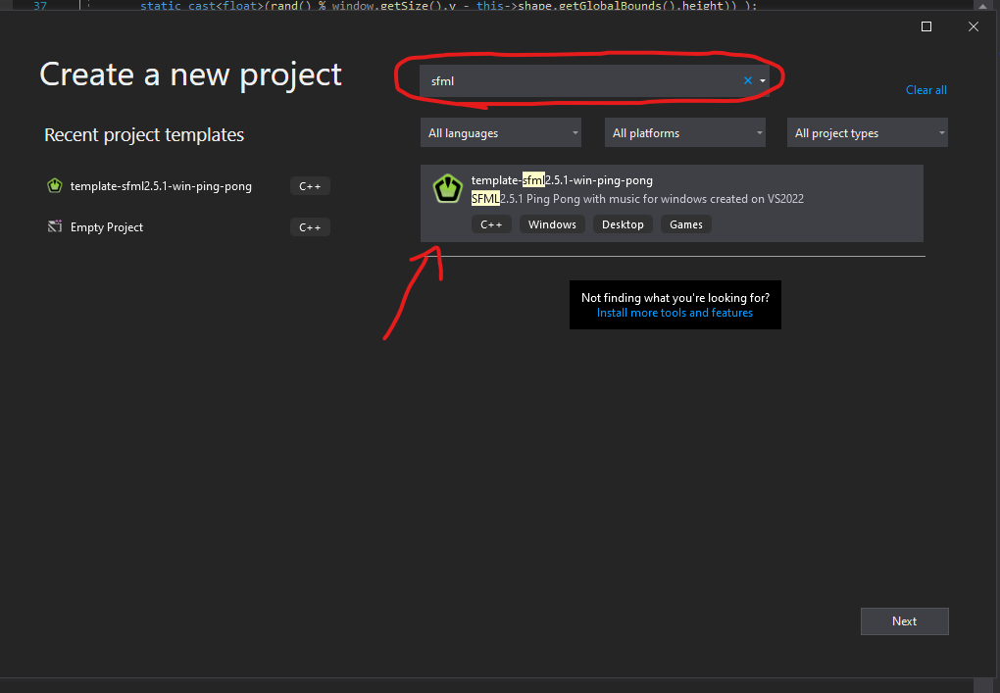 37 static_cast<float>(rand() % window.getSize().y - this->shape.getGlobalBounds().height)) );
Create a new project
sfml
Clear all
Recent project templates
All languages
All platforms
All project types
template-sfml2.5.1-win-ping-pong C++
Empty Project C++
template-sfml2.5.1-win-ping-pong
SFML2.5.1 Ping Pong with music for windows created on VS2022
C++ Windows Desktop Games
Not finding what you're looking for?
Install more tools and features
Next